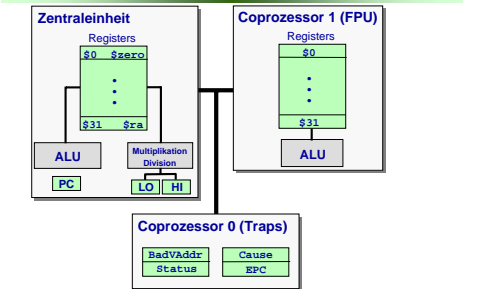 Zentraleinheit
Registers
$0 $zero
$31 $ra
ALU
Multiplikation
Division
PC
LO HI
Coprozessor 1 (FPU)
Registers
$0
$31
ALU
Coprozessor 0 (Traps)
BadVAddr Cause
Status EPC